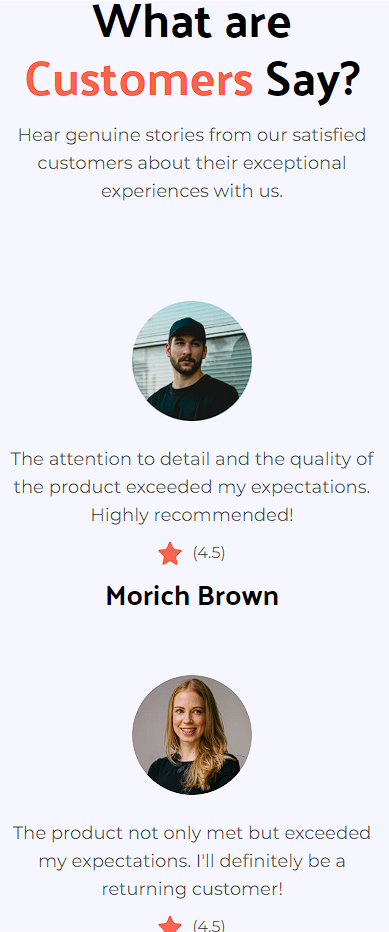 What are
Customers Say?
Hear genuine stories from our satisfied
customers about their exceptional
experiences with us.
The attention to detail and the quality of
the product exceeded my expectations.
Highly recommended!
(4.5)
Morich Brown
The product not only met but exceeded
my expectations. I'll definitely be a
returning customer!
(4.5)